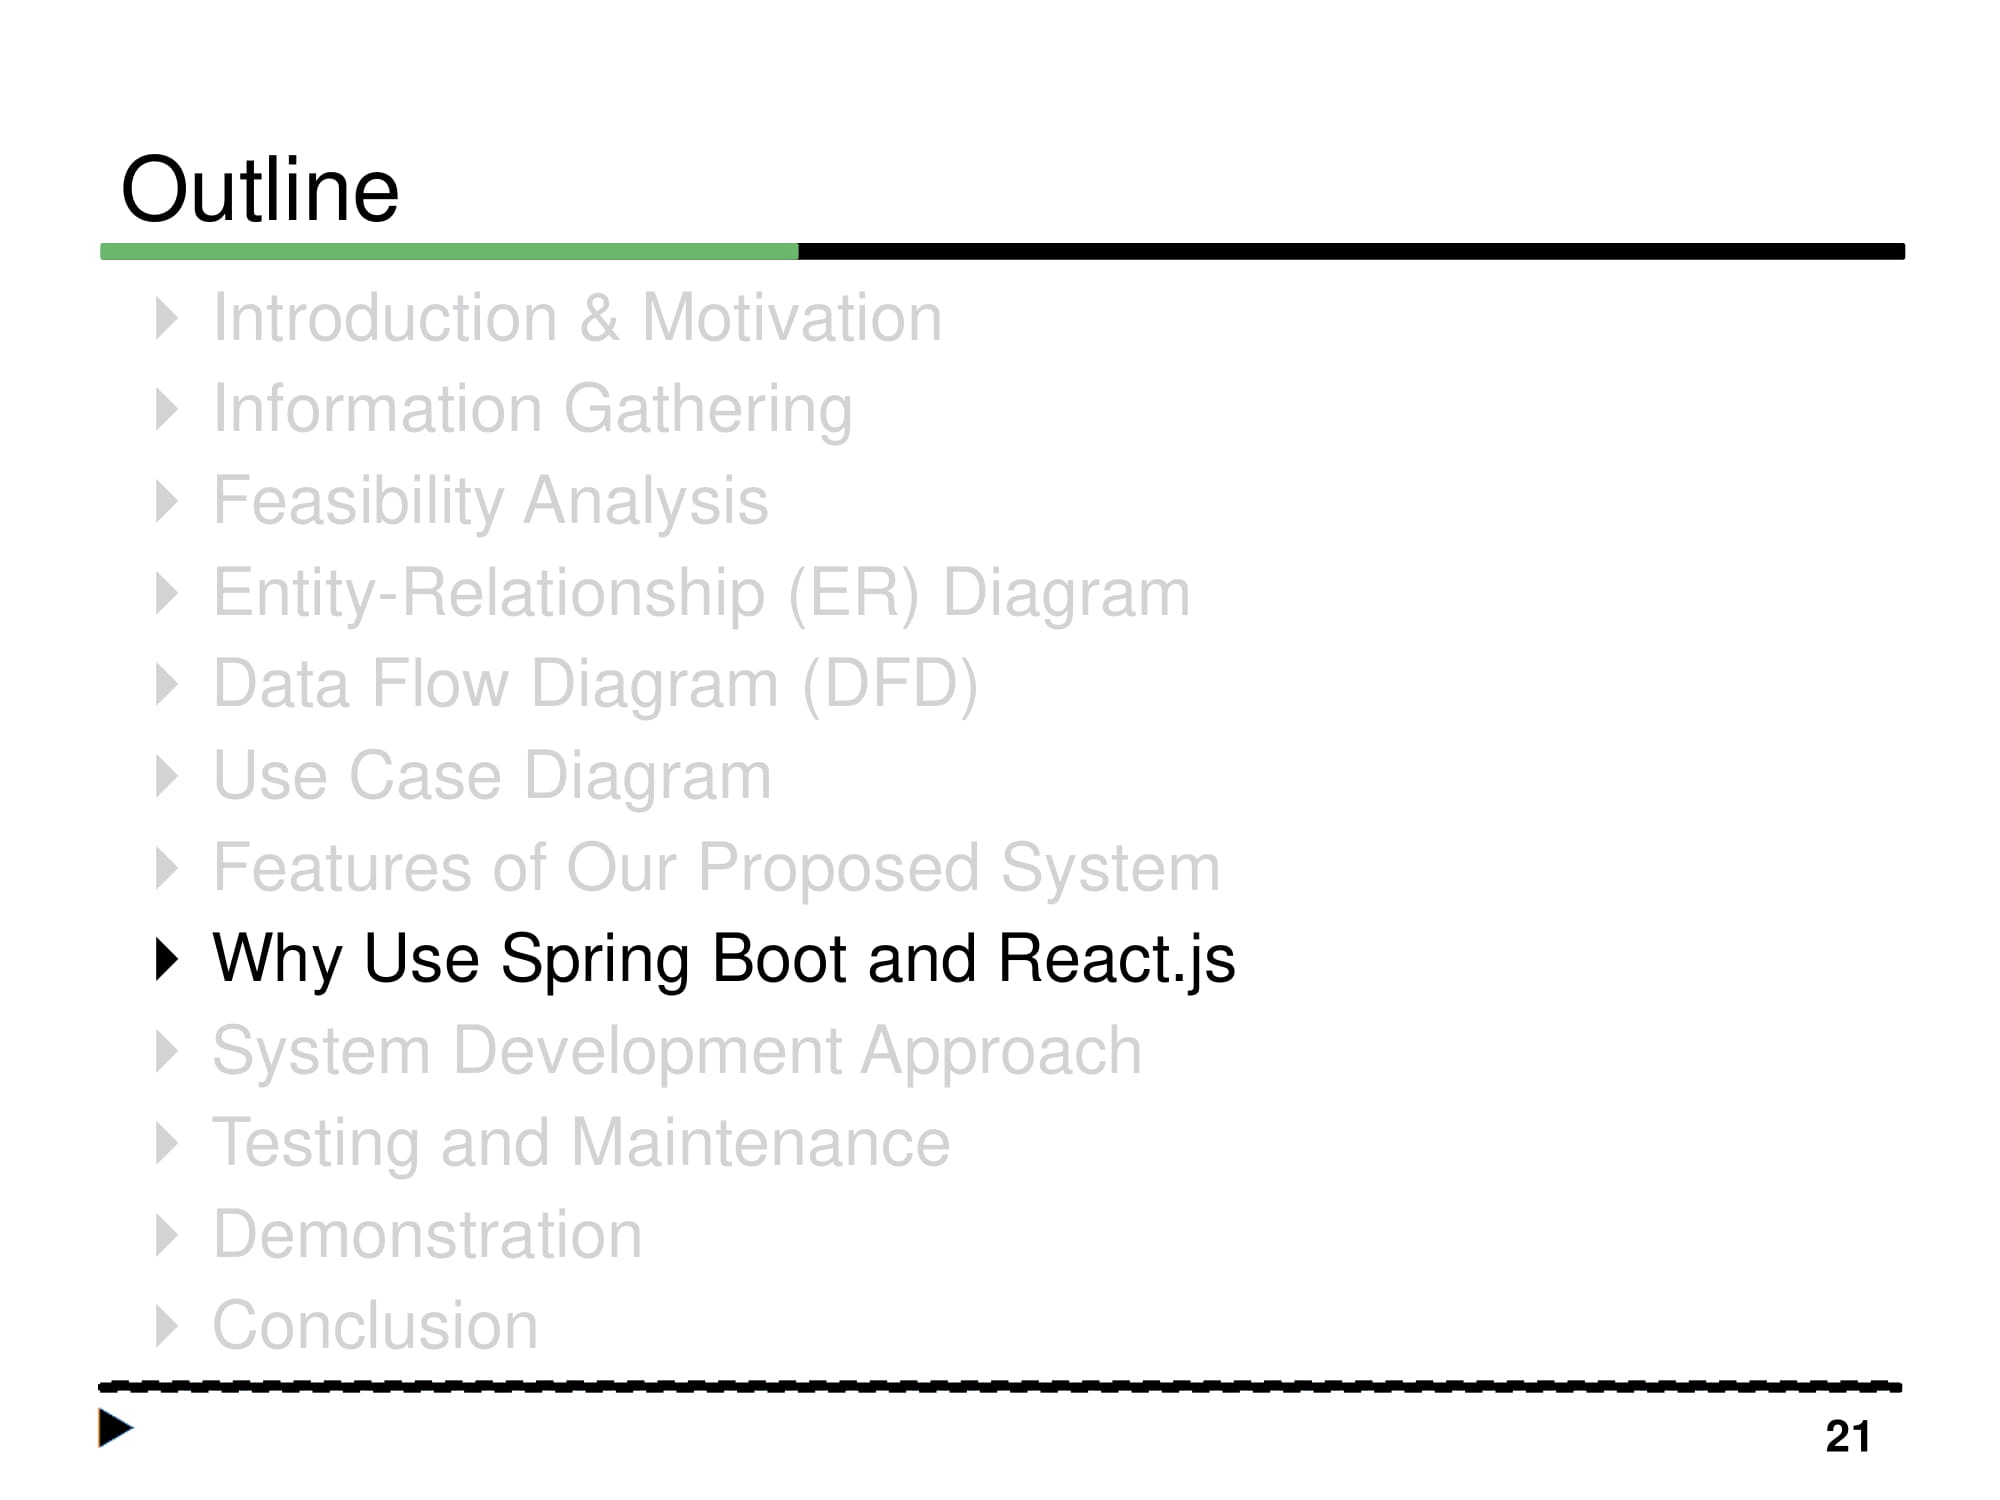 Outline
Introduction & Motivation
Information Gathering
Feasibility Analysis
Entity-Relationship (ER) Diagram
Data Flow Diagram (DFD)
Use Case Diagram
Features of Our Proposed System
Why Use Spring Boot and React.js
System Development Approach
Testing and Maintenance
Demonstration
Conclusion
21